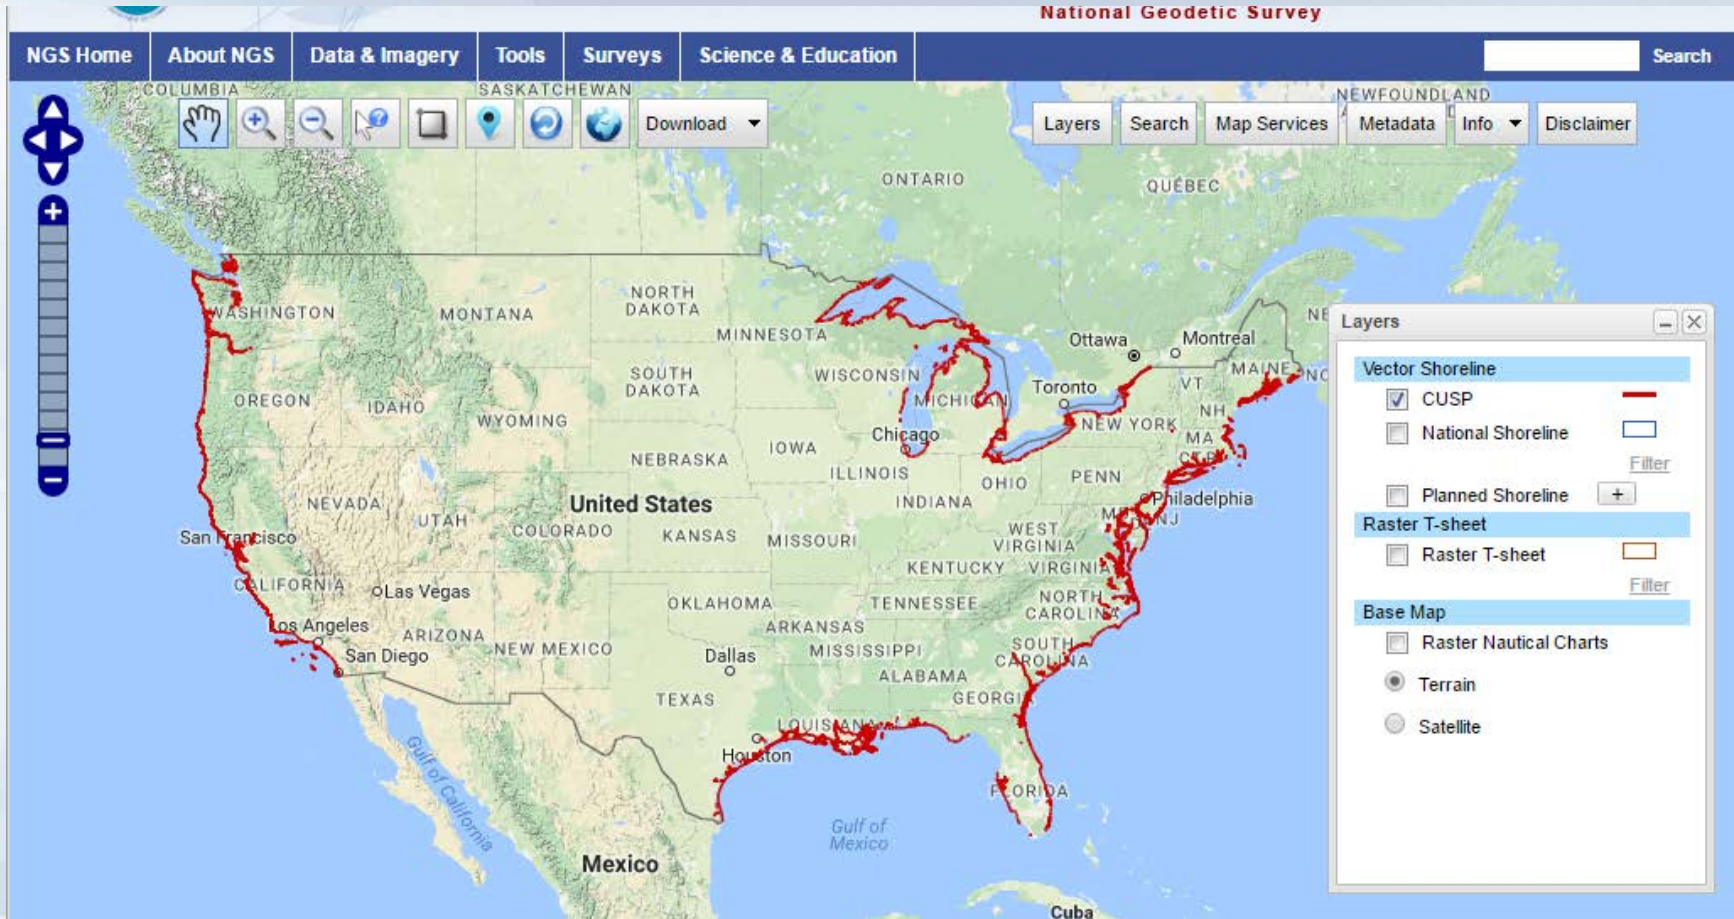 National Geodetic Survey
NGS Home About NGS Data & Imagery Tools Surveys Science & Education Search
COLUMBIA SASKATCHEWAN NEWFOUNDLAND
Download Layers Search Map Services Metadata Info Disclaimer
ONTARIO
QUÉBEC
NORTH
DAKOTA
WASHINGTON
MONTANA
MINNESOTA
Ottawa
Montreal
SOUTH
DAKOTA
WISCONSIN
MICHIGAN
Toronto
VT
MAINE
OREGON
IDAHO
WYOMING
NH
NEW YORK
MA
Chicago
IOWA
NEBRASKA
ILLINOIS
INDIANA
OHIO
PENN
CT RI
Philadelphia
NJ
NEVADA
UTAH
United States
COLORADO
KANSAS
MISSOURI
WEST
VIRGINIA
San Francisco
KENTUCKY
VIRGINIA
CALIFORNIA
Las Vegas
OKLAHOMA
TENNESSEE
NORTH
CAROLINA
Los Angeles
ARIZONA
NEW MEXICO
ARKANSAS
San Diego
Dallas
MISSISSIPPI
SOUTH
CAROLINA
ALABAMA
TEXAS
GEORGIA
LOUISIANA
Houston
FLORIDA
Gulf of California
Gulf of
Mexico
Mexico
Cuba
Layers
Vector Shoreline
CUSP
National Shoreline
Filter
Planned Shoreline +
Raster T-sheet
Raster T-sheet
Filter
Base Map
Raster Nautical Charts
Terrain
Satellite